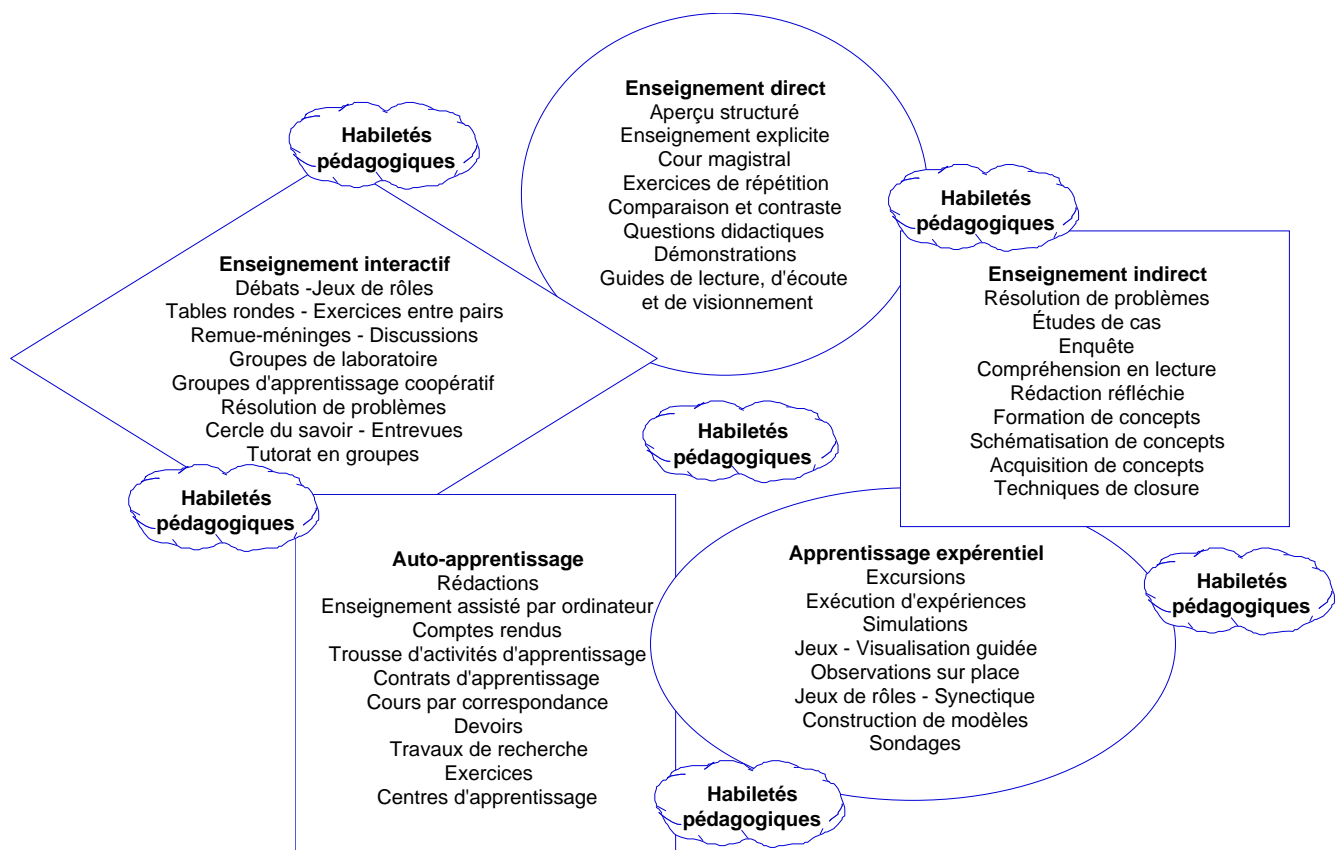 Enseignement direct
Aperçu structuré
Enseignement explicite
Cour magistral
Exercices de répétition
Comparaison et contraste
Questions didactiques
Démonstrations
Guides de lecture, d'écoute
et de visionnement
Habiletés
pédagogiques
Habiletés
pédagogiques
Enseignement interactif
Débats -Jeux de rôles
Tables rondes - Exercices entre pairs
Remue-méninges - Discussions
Groupes de laboratoire
Groupes d'apprentissage coopératif
Résolution de problèmes
Cercle du savoir - Entrevues
Tutorat en groupes
Enseignement indirect
Résolution de problèmes
Études de cas
Enquête
Compréhension en lecture
Rédaction réfléchie
Formation de concepts
Schématisation de concepts
Acquisition de concepts
Techniques de closure
Habiletés
pédagogiques
Habiletés
pédagogiques
Auto-apprentissage
Rédactions
Enseignement assisté par ordinateur
Comptes rendus
Trousse d'activités d'apprentissage
Contrats d'apprentissage
Cours par correspondance
Devoirs
Travaux de recherche
Exercices
Centres d'apprentissage
Apprentissage expérentiel
Excursions
Exécution d'expériences
Simulations
Jeux - Visualisation guidée
Observations sur place
Jeux de rôles - Synectique
Construction de modèles
Sondages
Habiletés
pédagogiques
Habiletés
pédagogiques